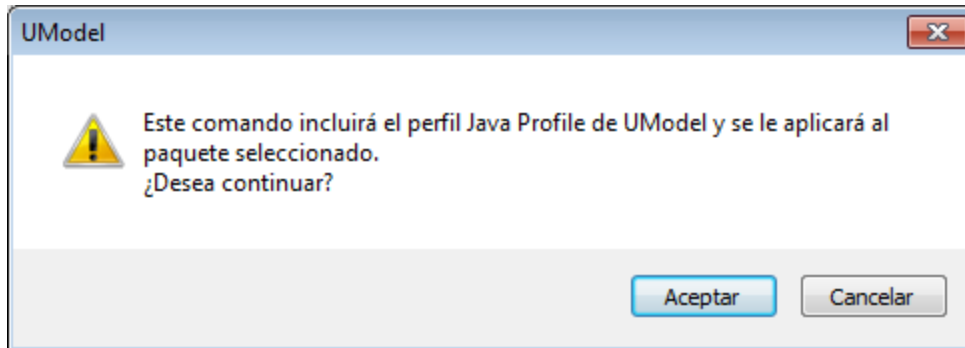 UModel
Este comando incluirá el perfil Java Profile de UModel y se le aplicará al
paquete seleccionado.
¿Desea continuar?
Aceptar
Cancelar